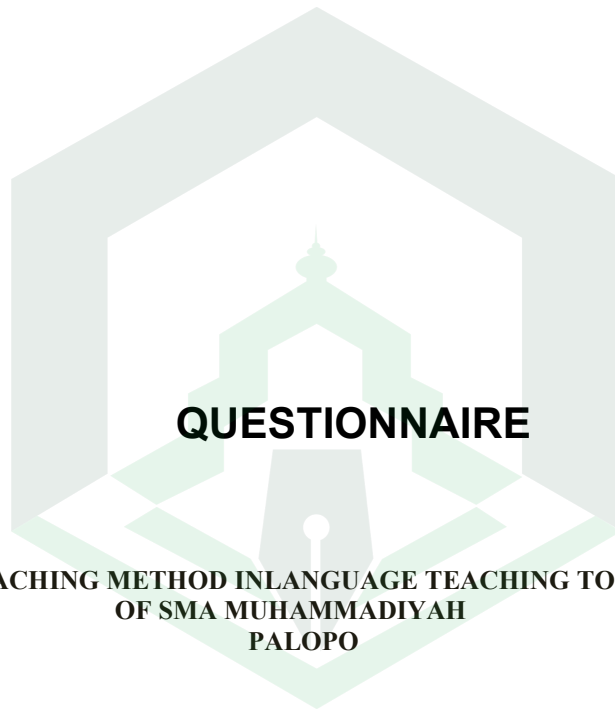 QUESTIONNAIRE
ACHING METHOD INLANGUAGE TEACHING TO
OF SMA MUHAMMADIYAH
PALOPO